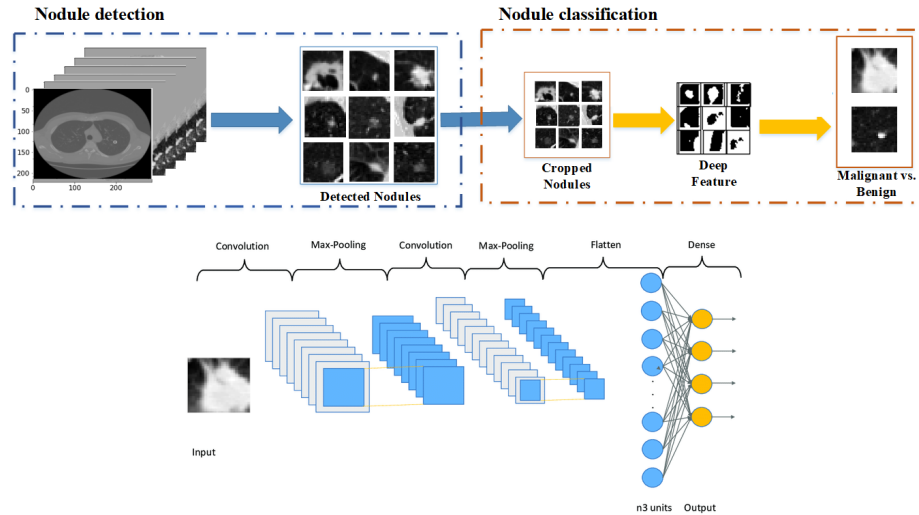 Nodule detection
Nodule classification
0
50
100
150
200
0
200
Detected Nodules
Cropped
Nodules
Deep
Feature
Malignant vs.
Benign
Convolution
Max-Pooling
Convolution
Max-Pooling
Flatten
Dense
Input
n3 units
Output